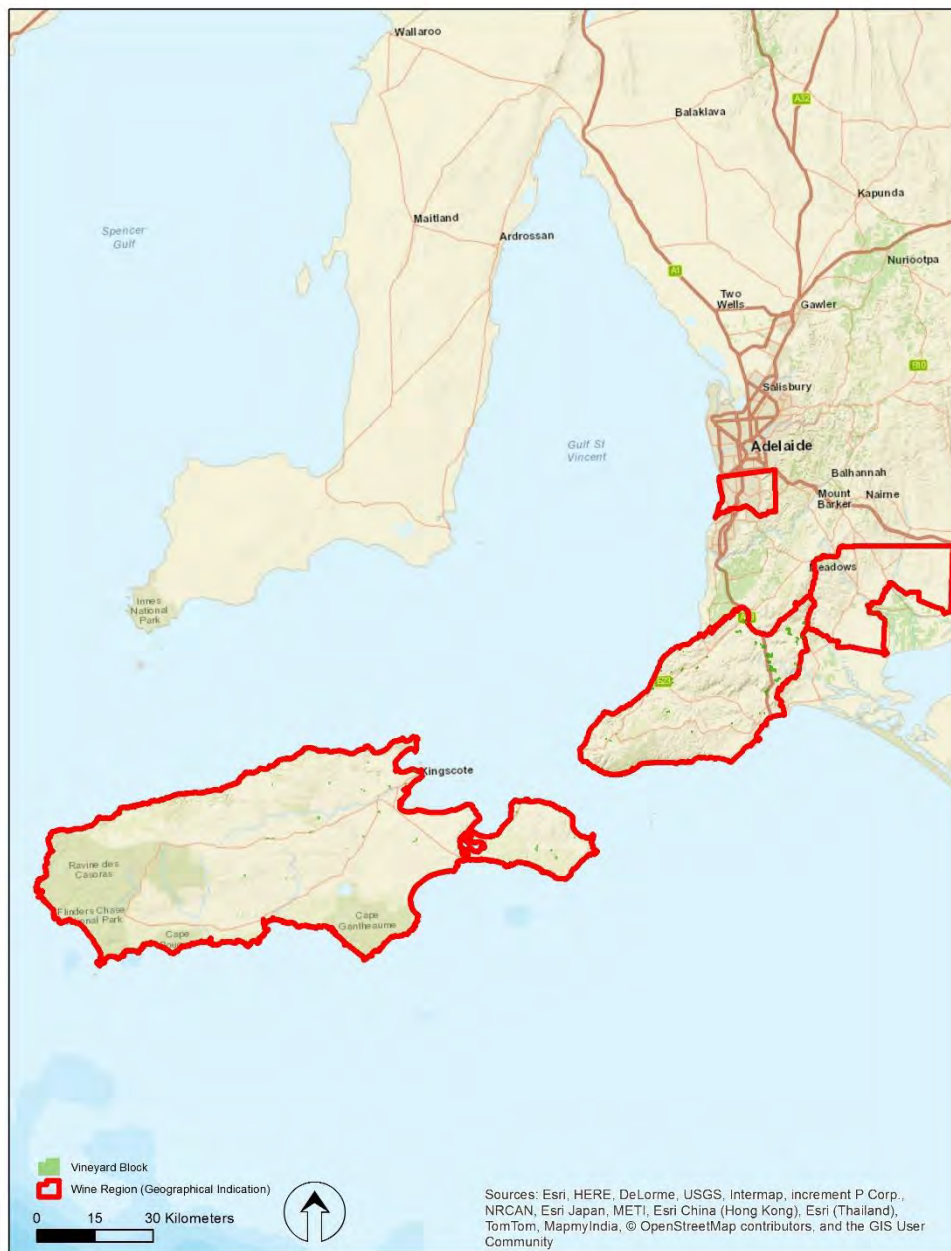 Wallaroo
A32
Balaklava
Kapunda
Maitland
Spencer
Gulf
Ardrossan
Nuriootpa
A1
Two
Wells
Gawler
Salisbury
Gulf St
Vincent
Adelaide
Balhannah
Mount
Barker
Nairne
Meadows
Innes
National
Park
Kingscote
Ravine des
Casoras
Flinders Chase
National Park
Cape
Gantheaume
Cape
Vineyard Block
Wine Region (Geographical Indication)
0 15 30 Kilometers
Sources: Esri, HERE, DeLorme, USGS, Intermap, increment P Corp.,
NRCAN, Esri Japan, METI, Esri China (Hong Kong), Esri (Thailand),
TomTom, MapmyIndia, © OpenStreetMap contributors, and the GIS User
Community